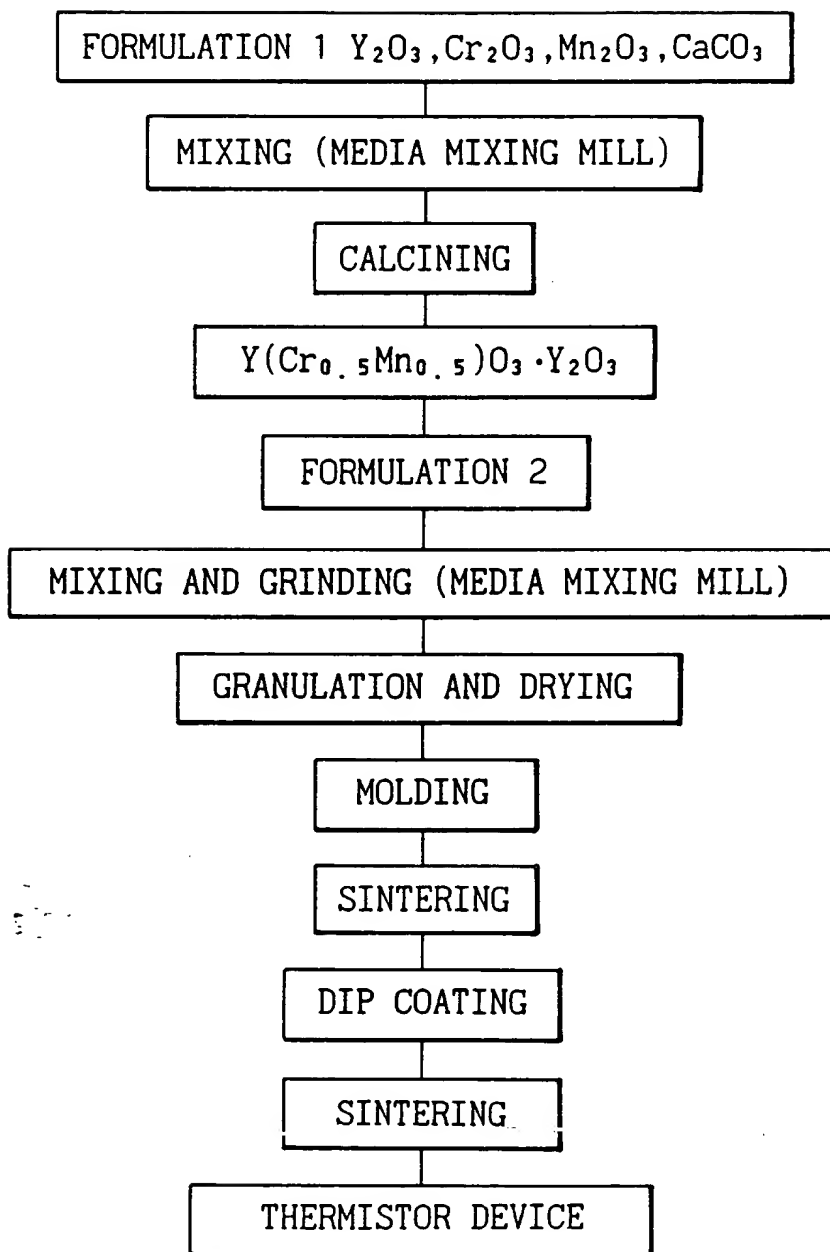 FORMULATION 1 Y₂O₃,Cr₂O₃,Mn₂O₃,CaCO₃
MIXING (MEDIA MIXING MILL)
CALCINING
Y(Cr₀.₅Mn₀.₅)O₃·Y₂O₃
FORMULATION 2
MIXING AND GRINDING (MEDIA MIXING MILL)
GRANULATION AND DRYING
MOLDING
SINTERING
DIP COATING
SINTERING
THERMISTOR DEVICE